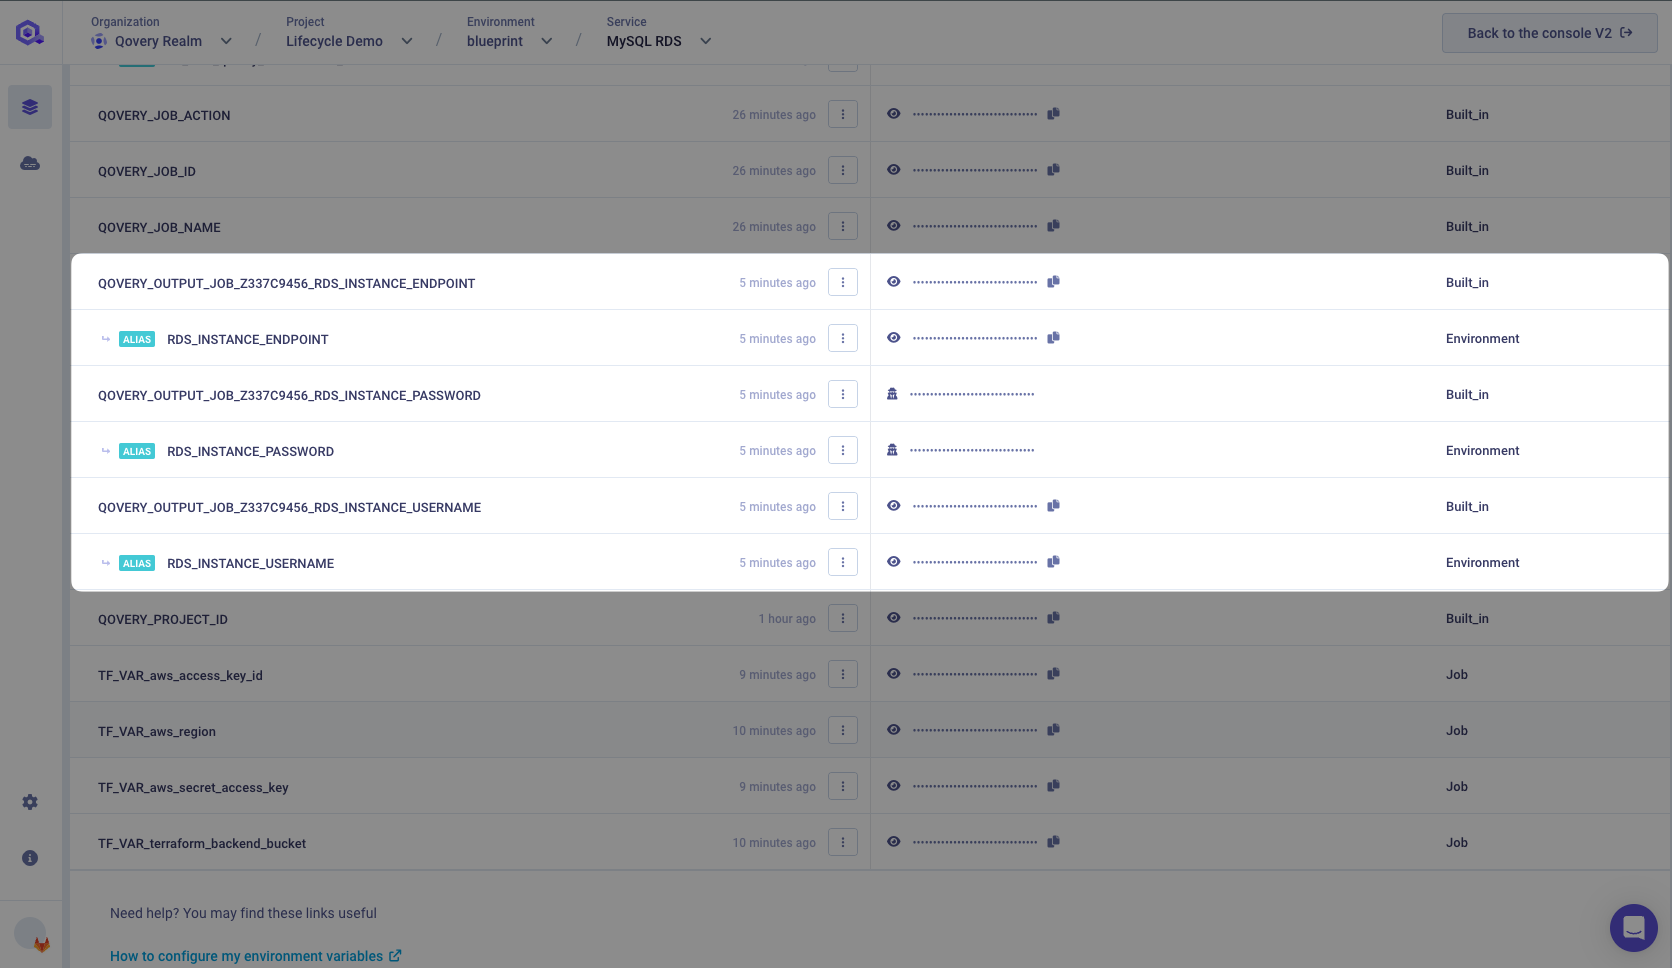 Organization Project Environment Service
Qovery Realm / Lifecycle Demo / blueprint / MySQL RDS
Back to the console V2
QOVERY_JOB_ACTION 26 minutes ago ······························· Built_in
QOVERY_JOB_ID 26 minutes ago ······························· Built_in
QOVERY_JOB_NAME 26 minutes ago ······························· Built_in
QOVERY_OUTPUT_JOB_Z337C9456_RDS_INSTANCE_ENDPOINT 5 minutes ago ······························· Built_in
ALIAS RDS_INSTANCE_ENDPOINT 5 minutes ago ······························· Environment
QOVERY_OUTPUT_JOB_Z337C9456_RDS_INSTANCE_PASSWORD 5 minutes ago ······························· Built_in
ALIAS RDS_INSTANCE_PASSWORD 5 minutes ago ······························· Environment
QOVERY_OUTPUT_JOB_Z337C9456_RDS_INSTANCE_USERNAME 5 minutes ago ······························· Built_in
ALIAS RDS_INSTANCE_USERNAME 5 minutes ago ······························· Environment
QOVERY_PROJECT_ID 1 hour ago ······························· Built_in
TF_VAR_aws_access_key_id 9 minutes ago ······························· Job
TF_VAR_aws_region 10 minutes ago ······························· Job
TF_VAR_aws_secret_access_key 9 minutes ago ······························· Job
TF_VAR_terraform_backend_bucket 10 minutes ago ······························· Job
Need help? You may find these links useful
How to configure my environment variables